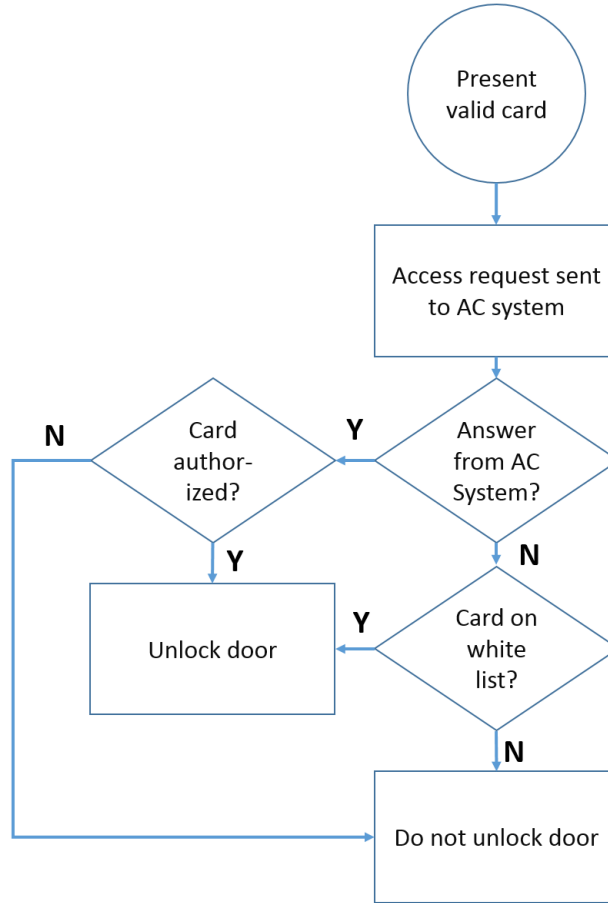 Present
valid card
Access request sent
to AC system
N
Card
author-
ized?
Y
Answer
from AC
System?
Y
N
Unlock door
Y
Card on
white
list?
N
Do not unlock door